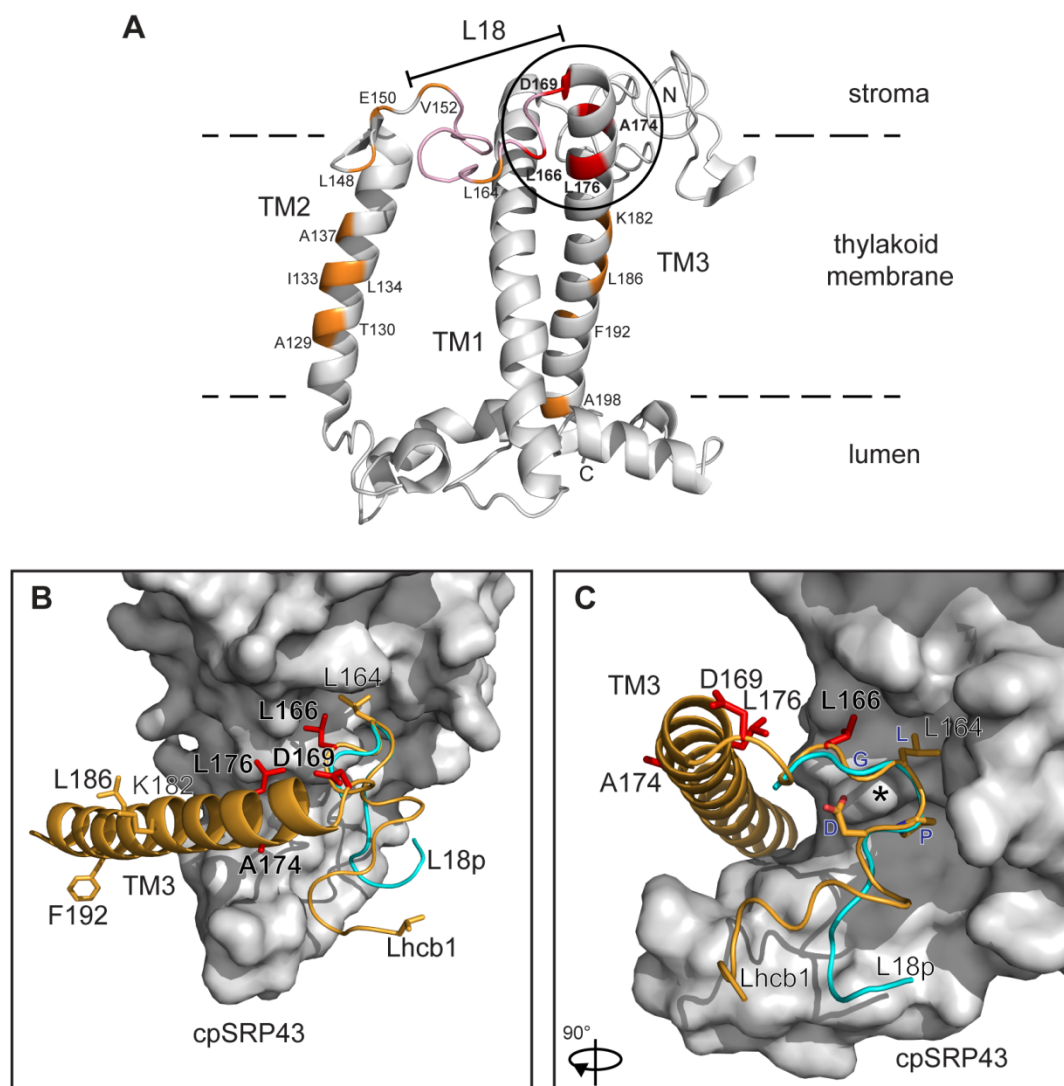 A
L18
D169
N
stroma
E150
V152
A174
L148
L164
L166
L176
TM2
K182
A137
thylakoid
membrane
TM3
I133
L134
L186
T130
F192
A129
TM1
A198
lumen
C
B
L164
L166
L176
D169
L186
K182
A174
L18p
TM3
F192
Lhcb1
cpSRP43
C
D169
TM3
L176
L166
L
L164
G
A174
*
D
P
Lhcb1
L18p
90°
cpSRP43